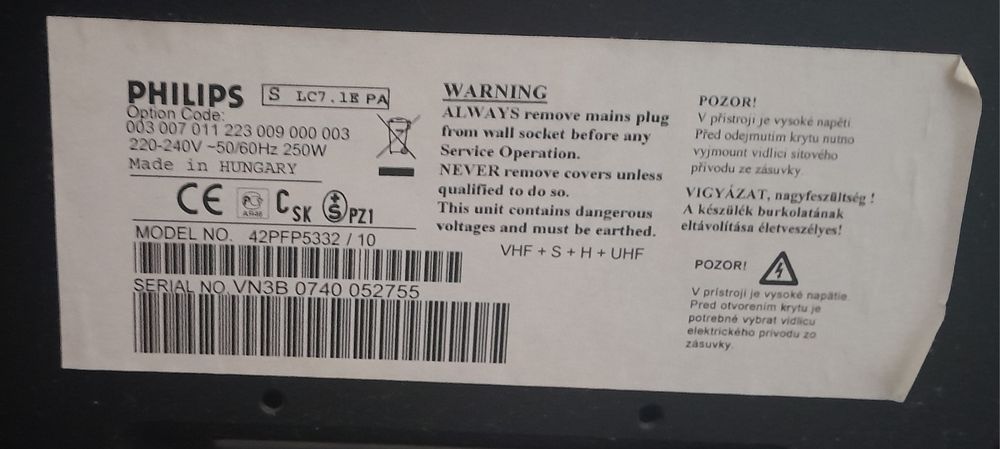 PHILIPS
S LC7.1E PA
Option Code:
003 007 011 223 009 000 003
220-240V ~50/60Hz 250W
Made in HUNGARY
CE
CSK
+S PZ1
MODEL NO. 42PFP5332 / 10
SERIAL NO. VN3B 0740 052755
WARNING
ALWAYS remove mains plug
from wall socket before any
Service Operation.
NEVER remove covers unless
qualified to do so.
This unit contains dangerous
voltages and must be earthed.
VHF + S + H + UHF
POZOR!
V přístroji je vysoké napětí
Před odejmutím krytu nutno
vyjmout vidlici síťového
přívodu ze zásuvky
VIGYÁZAT, nagyfeszültség !
A készülék burkolatának
eltávolítása életveszélyes!
POZOR!
V prístroji je vysoké napätie.
Pred otvorením krytu je
potrebné vybrat vidlicu
elektrického prívodu zo
zásuvky.